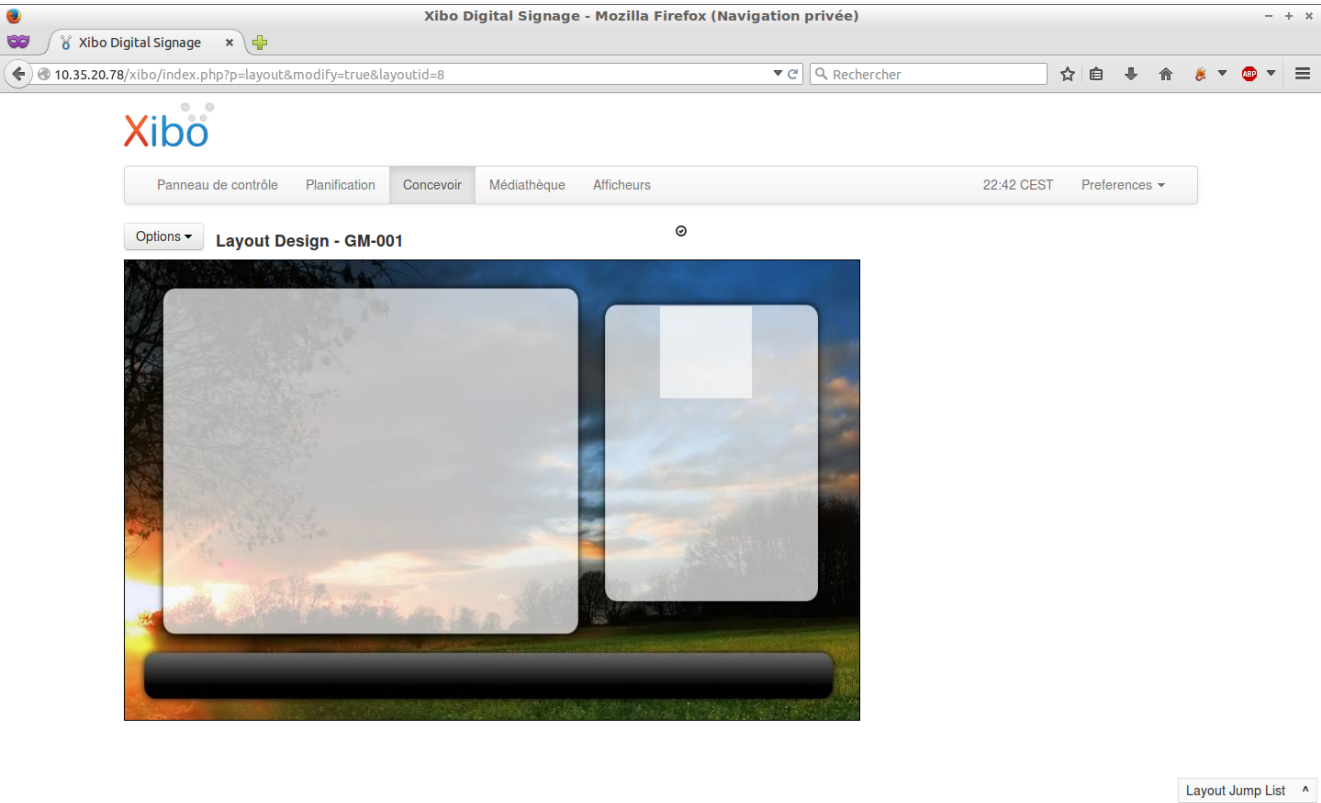 Xibo Digital Signage - Mozilla Firefox (Navigation privée)
Xibo Digital Signage
10.35.20.78/xibo/index.php?p=layout&modify=true&layoutid=8
Rechercher
ABP
Xibo
Panneau de contrôle Planification Concevoir Médiathèque Afficheurs 22:42 CEST Preferences
Options
Layout Design - GM-001
Layout Jump List